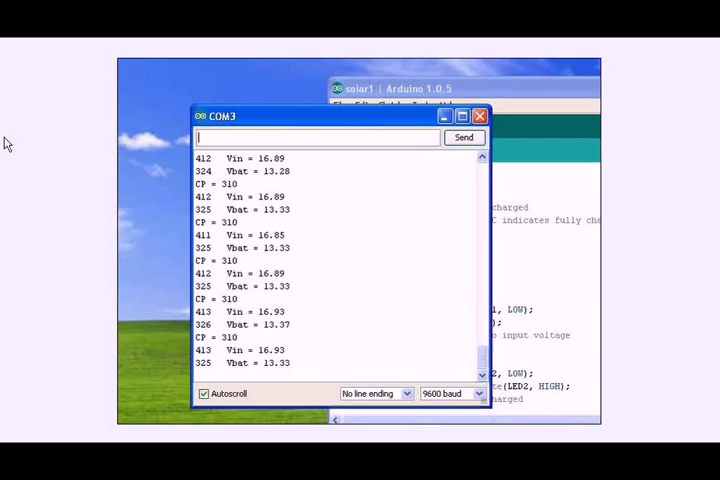 solar1 | Arduino 1.0.5
COM3
Send
412 Vin = 16.89
324 Vbat = 13.28
CP = 310
412 Vin = 16.89
325 Vbat = 13.33
CP = 310
411 Vin = 16.85
325 Vbat = 13.33
CP = 310
412 Vin = 16.89
325 Vbat = 13.33
CP = 310
413 Vin = 16.93
326 Vbat = 13.37
CP = 310
413 Vin = 16.93
325 Vbat = 13.33
Autoscroll
No line ending
9600 baud
charged
C indicates fully cha
1, LOW);
);
o input voltage
2, LOW);
te(LED2, HIGH);
charged